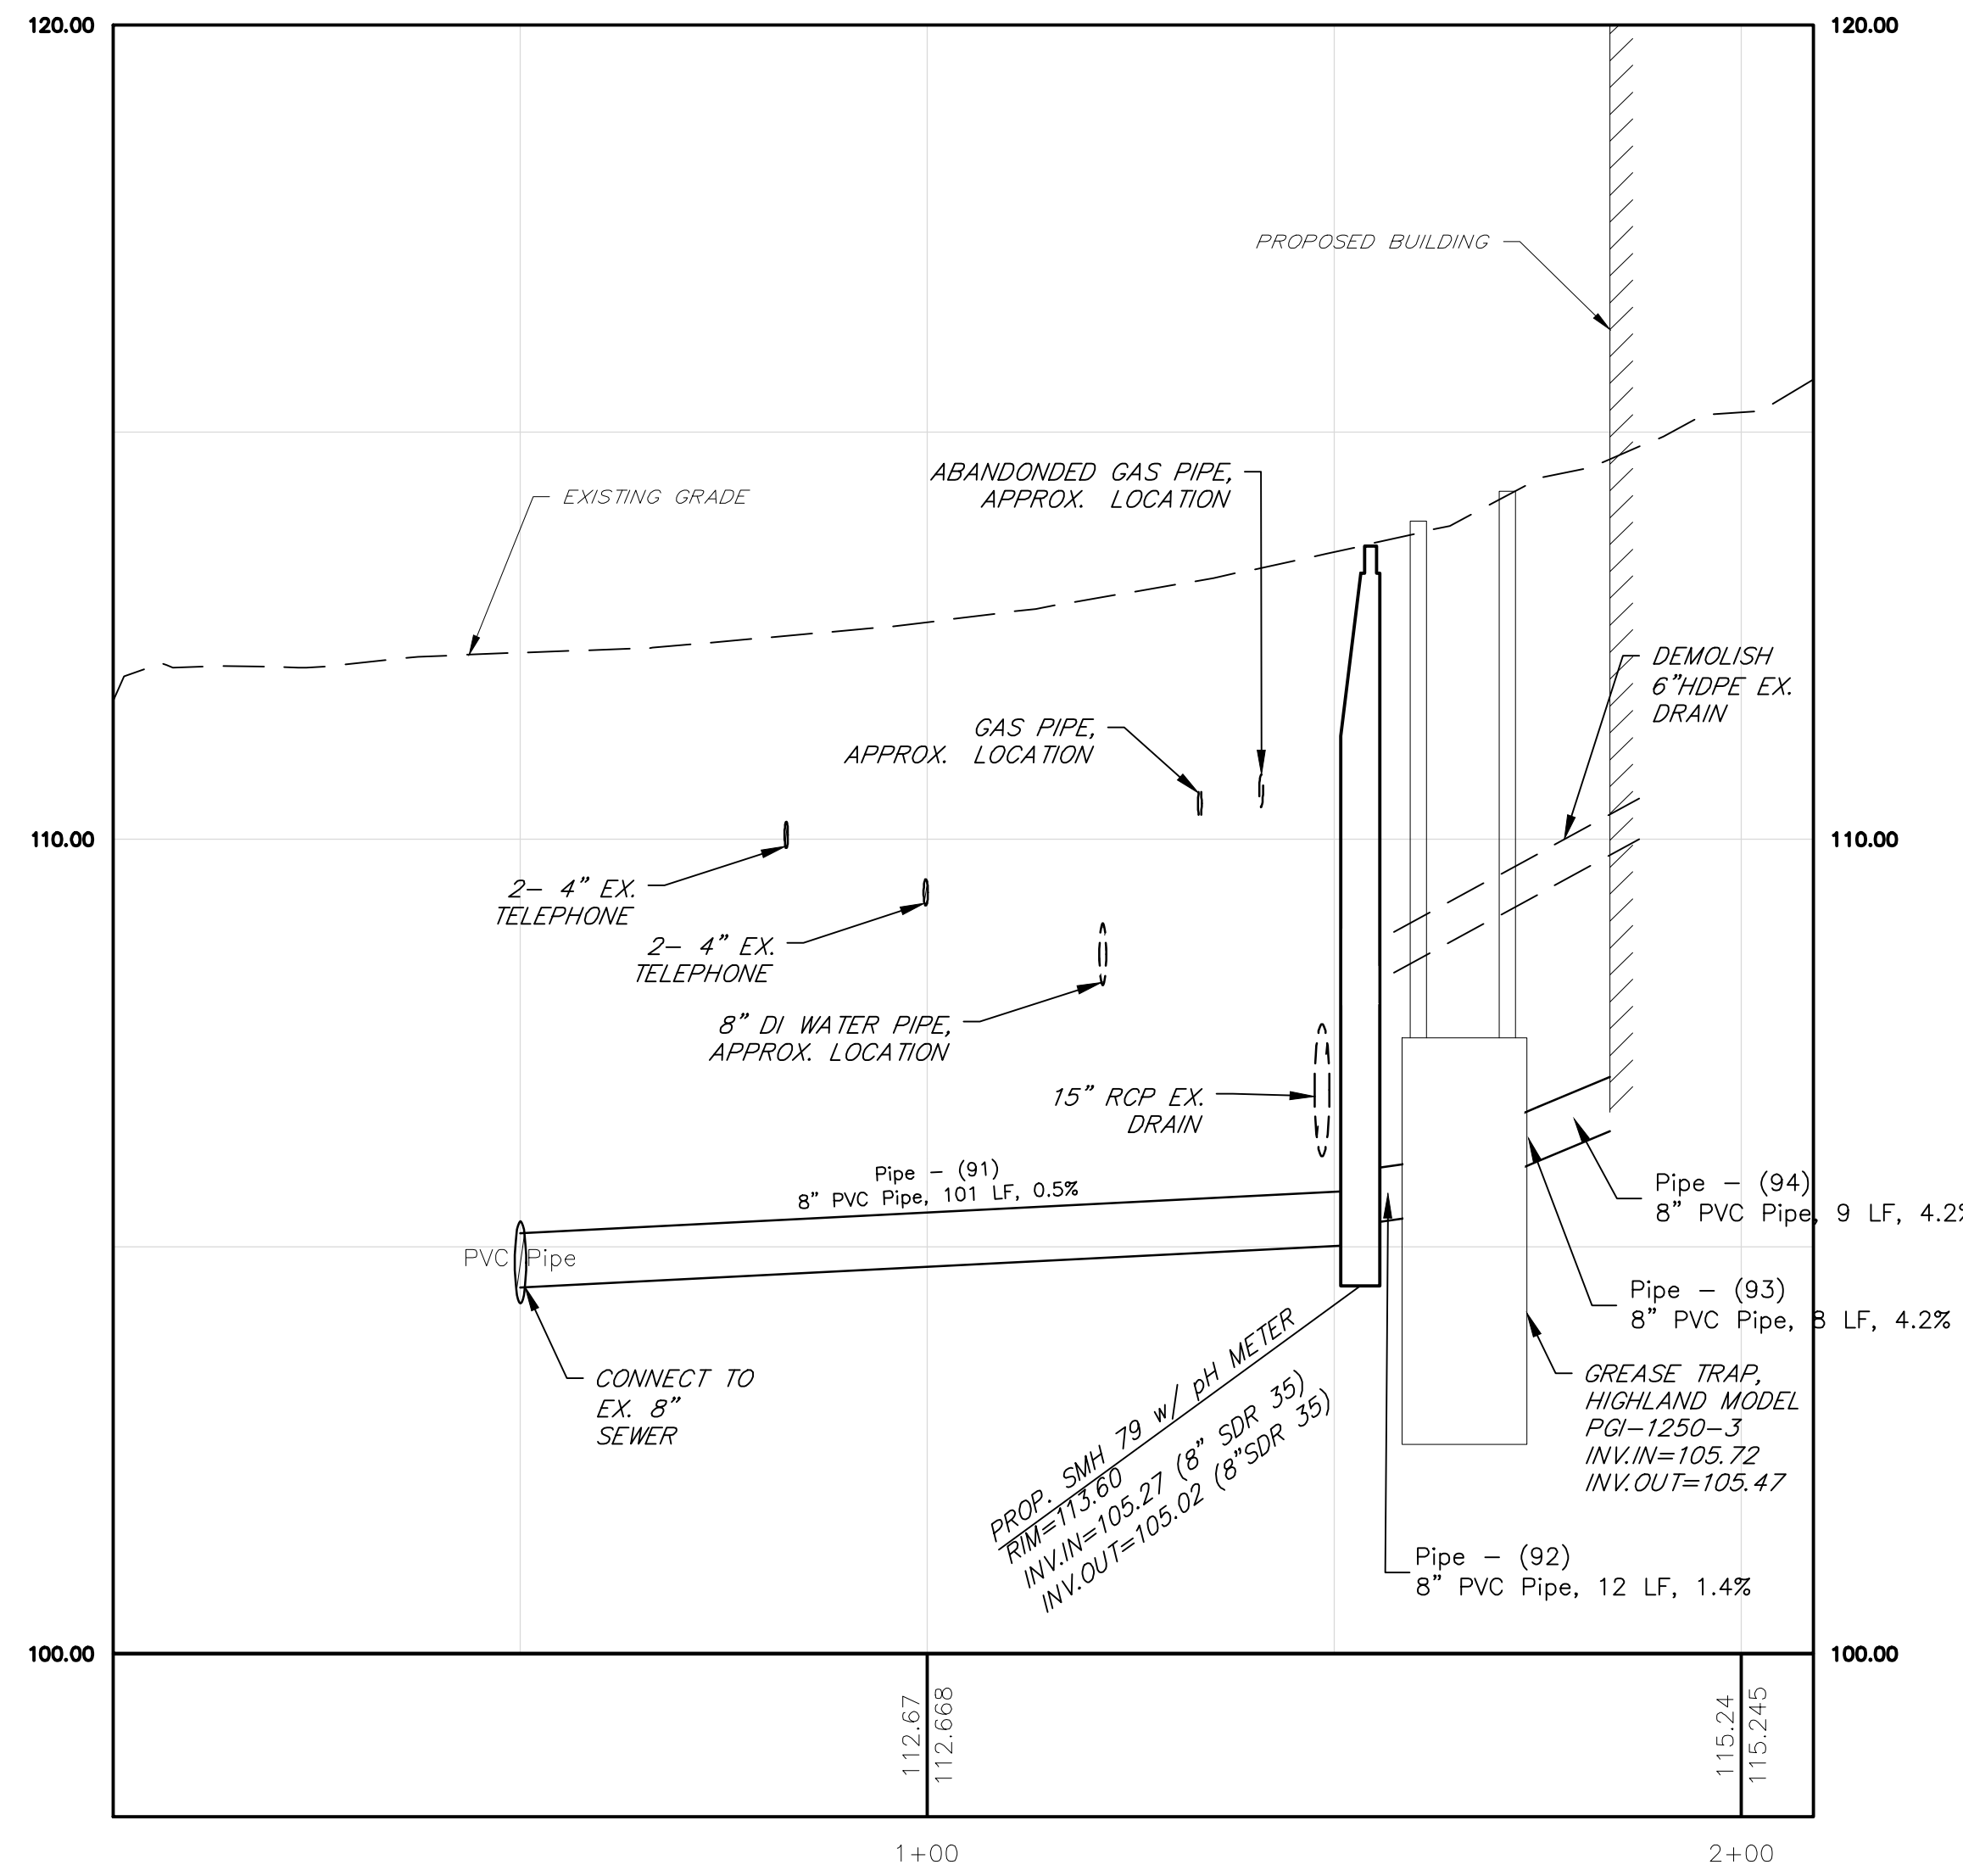 120.00
120.00
PROPOSED BUILDING
ABANDONDED GAS PIPE,
APPROX. LOCATION
EXISTING GRADE
DEMOLISH
6"HDPE EX.
DRAIN
GAS PIPE,
APPROX. LOCATION
110.00
110.00
2– 4" EX.
TELEPHONE
2– 4" EX.
TELEPHONE
8" DI WATER PIPE,
APPROX. LOCATION
15" RCP EX.
DRAIN
Pipe – (91)
8" PVC Pipe, 101 LF, 0.5%
Pipe – (94)
8" PVC Pipe, 9 LF, 4.2%
PVC Pipe
Pipe – (93)
8" PVC Pipe, 8 LF, 4.2%
CONNECT TO
EX. 8"
SEWER
GREASE TRAP,
HIGHLAND MODEL
PGI–1250–3
INV.IN=105.72
INV.OUT=105.47
PROP. SMH 79 w/ pH METER
RIM=113.60
INV.IN=105.27 (8" SDR 35)
INV.OUT=105.02 (8"SDR 35)
Pipe – (92)
8" PVC Pipe, 12 LF, 1.4%
100.00
100.00
112.67
112.668
115.24
115.245
1+00
2+00